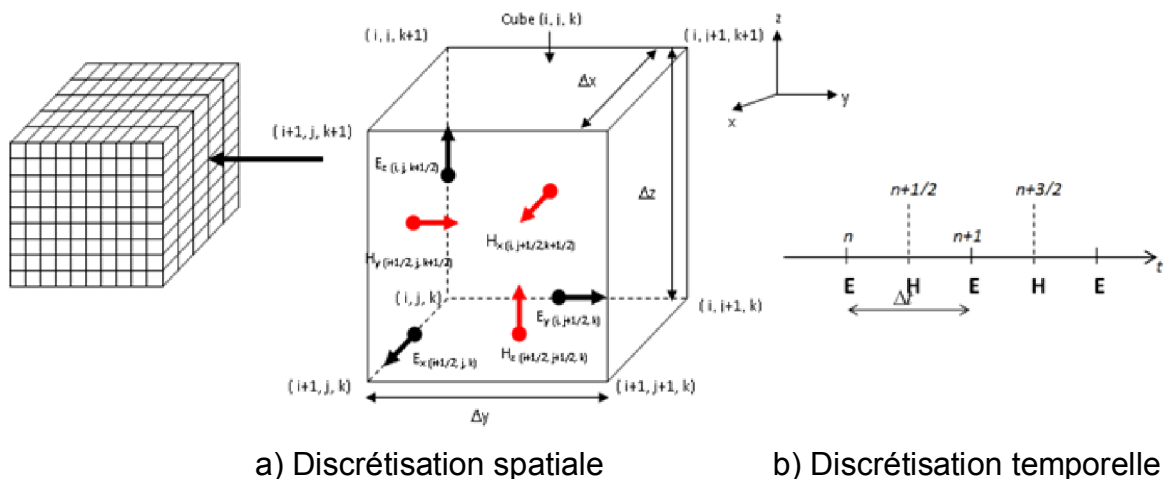 Cube (i, j, k)
( i, j, k+1)
( i, j+1, k+1)
z
y
x
Δx
( i+1, j, k+1)
Ez (i, j, k+1/2)
Δz
Hx (i, j+1/2,k+1/2)
Hy (i+1/2, j, k+1/2)
( i, j, k)
Ey (i, j+1/2, k)
( i, j+1, k)
Ex (i+1/2, j, k)
Hz (i+1/2, j+1/2, k)
( i+1, j, k)
( i+1, j+1, k)
Δy
n+1/2
n+3/2
n
n+1
t
E H E H E
Δt
a) Discrétisation spatiale
b) Discrétisation temporelle